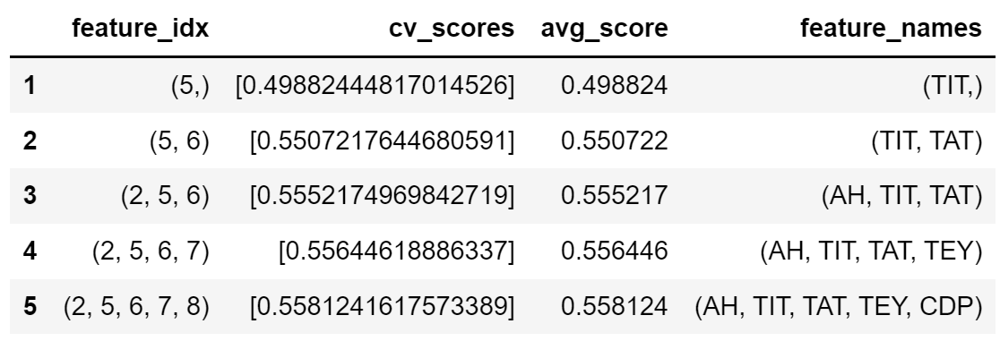 feature_idx cv_scores avg_score feature_names
1 (5,) [0.49882444817014526] 0.498824 (TIT,)
2 (5, 6) [0.5507217644680591] 0.550722 (TIT, TAT)
3 (2, 5, 6) [0.5552174969842719] 0.555217 (AH, TIT, TAT)
4 (2, 5, 6, 7) [0.55644618886337] 0.556446 (AH, TIT, TAT, TEY)
5 (2, 5, 6, 7, 8) [0.5581241617573389] 0.558124 (AH, TIT, TAT, TEY, CDP)